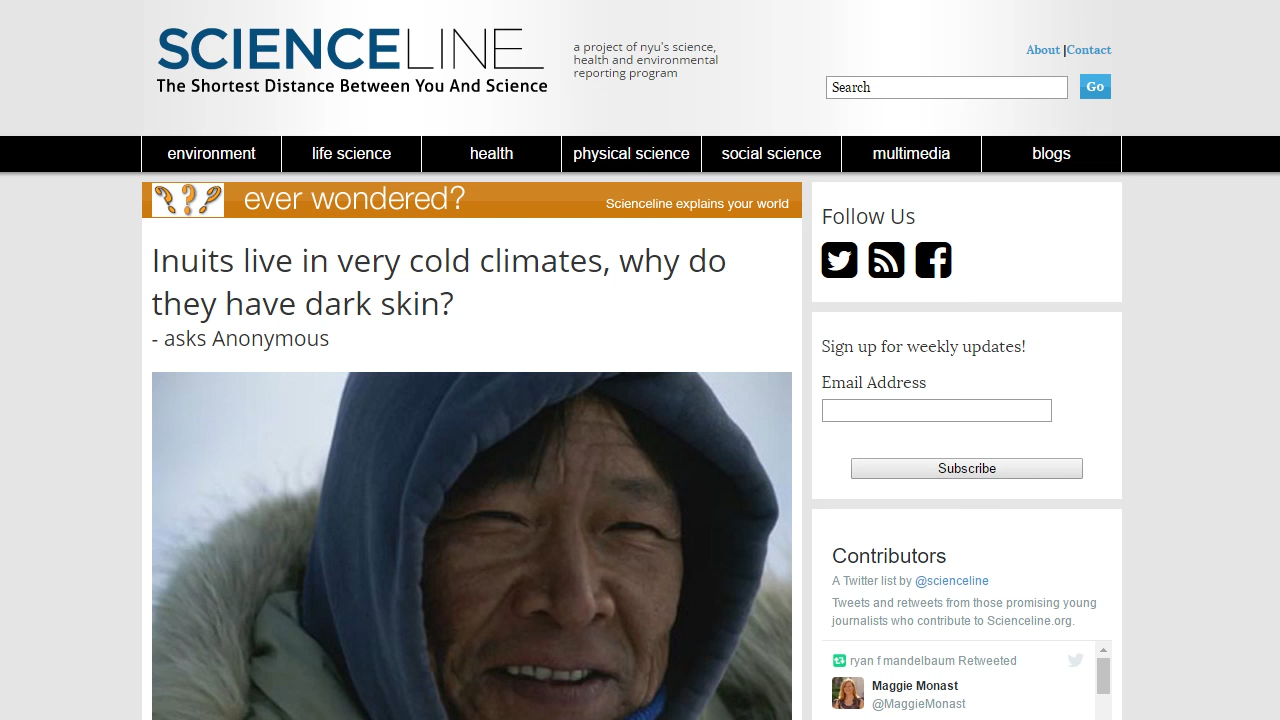 SCIENCELINE
The Shortest Distance Between You And Science
a project of nyu's science,
health and environmental
reporting program
About |Contact
Search
Go
environment
life science
health
physical science
social science
multimedia
blogs
ever wondered?
Scienceline explains your world
Inuits live in very cold climates, why do
they have dark skin?
- asks Anonymous
Follow Us
Sign up for weekly updates!
Email Address
Subscribe
Contributors
A Twitter list by @scienceline
Tweets and retweets from those promising young
journalists who contribute to Scienceline.org.
ryan f mandelbaum Retweeted
Maggie Monast
@MaggieMonast